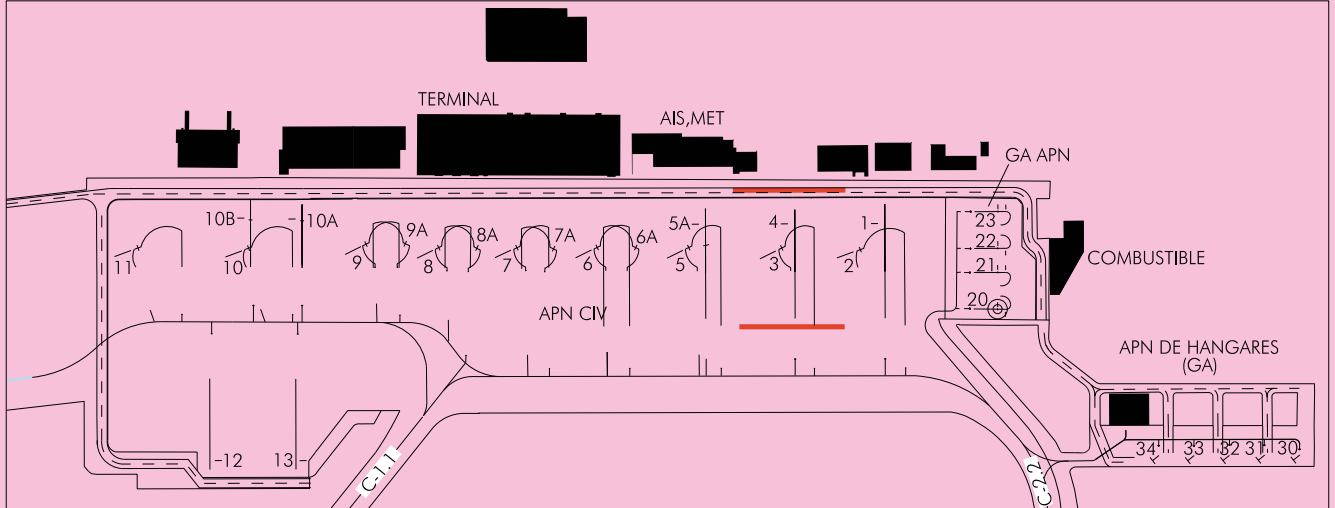 TERMINAL
AIS,MET
GA APN
10B
10A
9A
8A
7A
6A
5A
4
1
23
22
21
20
11
10
9
8
7
6
5
3
2
COMBUSTIBLE
APN CIV
APN DE HANGARES
(GA)
12
13
C-1.1
C-2.2
34
33
32
31
30